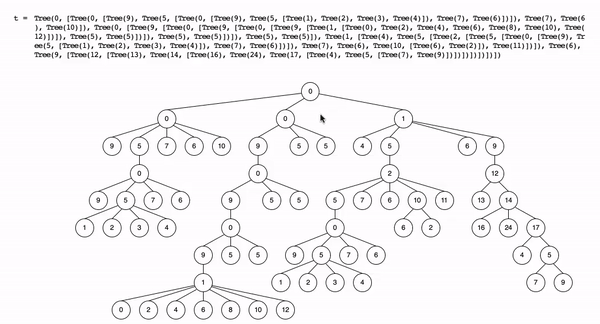 t = Tree(0, [Tree(0, [Tree(9), Tree(5, [Tree(0, [Tree(9), Tree(5, [Tree(1), Tree(2), Tree(3), Tree(4)]), Tree(7), Tree(6)])]), Tree(7), Tree(6
), Tree(10)]), Tree(0, [Tree(9, [Tree(0, [Tree(9, [Tree(0, [Tree(9, [Tree(1, [Tree(0), Tree(2), Tree(4), Tree(6), Tree(8), Tree(10), Tree(
12)])]), Tree(5), Tree(5)])]), Tree(5), Tree(5)])]), Tree(5), Tree(5)]), Tree(1, [Tree(4), Tree(5, [Tree(2, [Tree(5, [Tree(0, [Tree(9), Tr
ee(5, [Tree(1), Tree(2), Tree(3), Tree(4)]), Tree(7), Tree(6)])]), Tree(7), Tree(6), Tree(10, [Tree(6), Tree(2)]), Tree(11)])]), Tree(6),
Tree(9, [Tree(12, [Tree(13), Tree(14, [Tree(16), Tree(24), Tree(17, [Tree(4), Tree(5, [Tree(7), Tree(9)])])])])])])])
0
0 0 1
9 5 7 6 10 9 5 5 4 5 6 9
0 0 2 12
9 5 7 6 9 5 5 5 7 6 10 11 13 14
1 2 3 4 0 0 6 2 16 24 17
9 5 5 9 5 7 6 4 5
1 1 2 3 4 7 9
0 2 4 6 8 10 12